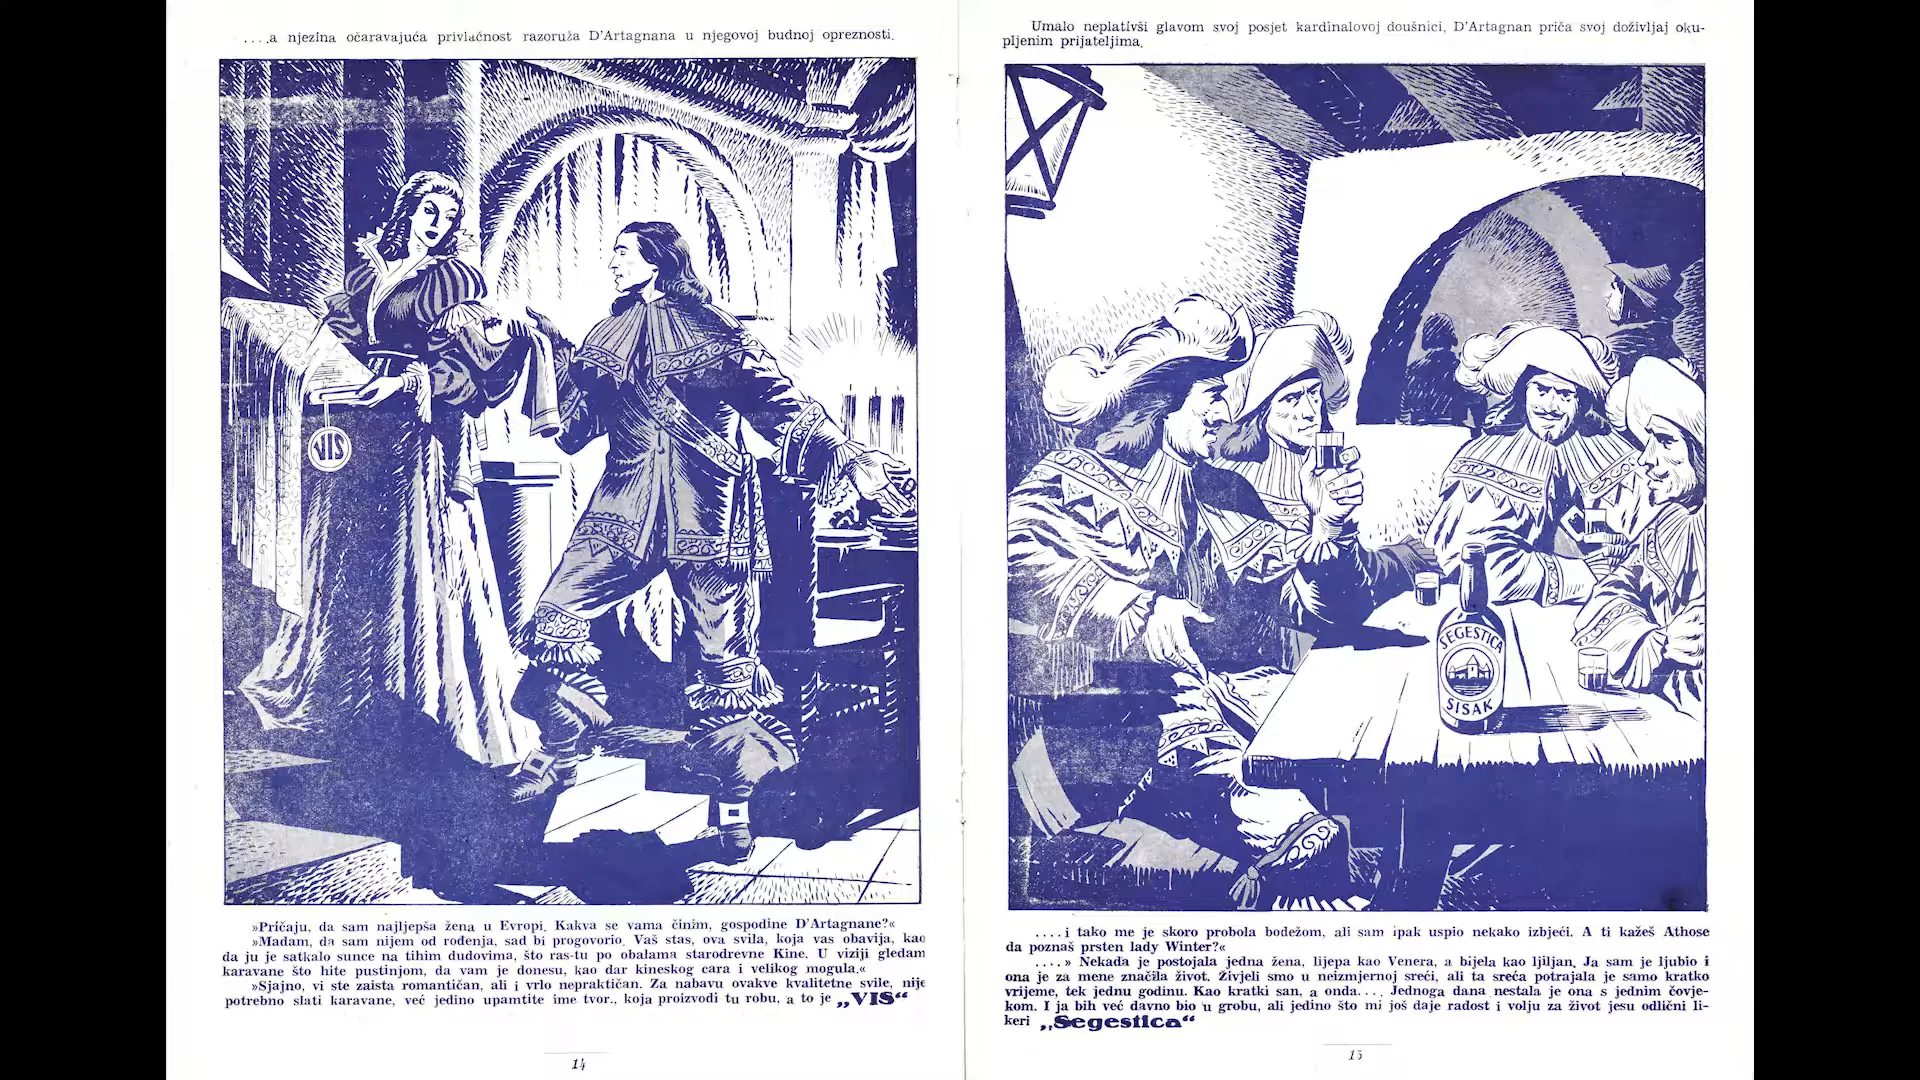 ....a njezina očaravajuća privlačnost razoruža D'Artagnana u njegovoj budnoj opreznosti.
VIS
»Pričaju, da sam najljepša žena u Evropi. Kakva se vama činim, gospodine D'Artagnane?«
»Madam, da sam nijem od rođenja, sad bi progovorio. Vaš stas, ova svila, koja vas obavija, kao
da ju je satkalo sunce na tihim dudovima, što ras-tu po obalama starodrevne Kine. U viziji gledam
karavane što hite pustinjom, da vam je donesu, kao dar kineskog cara i velikog mogula.«
»Sjajno, vi ste zaista romantičan, ali i vrlo nepraktičan. Za nabavu ovakve kvalitetne svile, nije
potrebno slati karavane, već jedino upamtite ime tvor., koja proizvodi tu robu, a to je „VIS“
14
Umalo neplativši glavom svoj posjet kardinalovoj doušnici, D'Artagnan priča svoj doživljaj oku-
pljenim prijateljima.
SEGESTICA
SISAK
....i tako me je skoro probola bodežom, ali sam ipak uspio nekako izbjeći. A ti kažeš Athose
da poznaš prsten lady Winter?«
....» Nekada je postojala jedna žena, lijepa kao Venera, a bijela kao ljiljan. Ja sam je ljubio i
ona je za mene značila život. Živjeli smo u neizmjernoj sreći, ali ta sreća potrajala je samo kratko
vrijeme, tek jednu godinu. Kao kratki san, a onda.... Jednoga dana nestala je ona s jednim čovje-
kom. I ja bih već davno bio u grobu, ali jedino što mi još daje radost i volju za život jesu odlični li-
keri „Segestica“
15